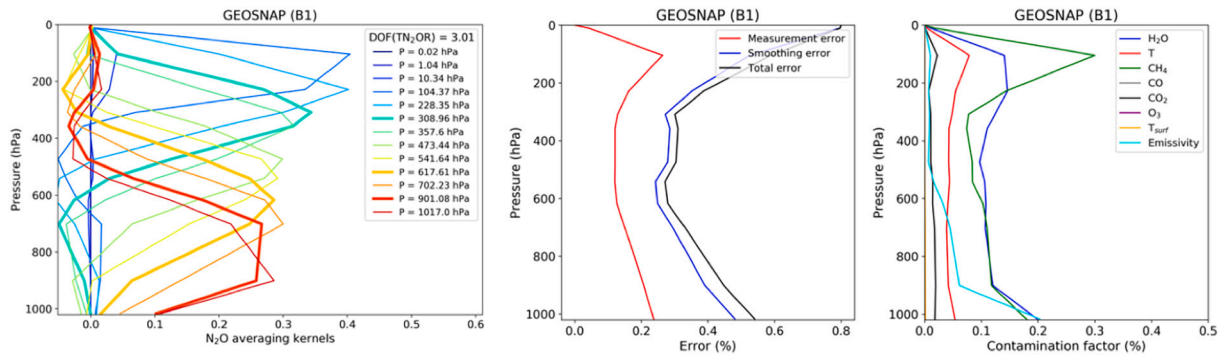 GEOSNAP (B1)
DOF(TN₂OR) = 3.01
P = 0.02 hPa
P = 1.04 hPa
P = 10.34 hPa
P = 104.37 hPa
P = 228.35 hPa
P = 308.96 hPa
P = 357.6 hPa
P = 473.44 hPa
P = 541.64 hPa
P = 617.61 hPa
P = 702.23 hPa
P = 901.08 hPa
P = 1017.0 hPa
0
200
400
600
800
1000
Pressure (hPa)
0.0 0.1 0.2 0.3 0.4 0.5 0.6
N₂O averaging kernels
GEOSNAP (B1)
Measurement error
Smoothing error
Total error
0
200
400
600
800
1000
Pressure (hPa)
0.0 0.2 0.4 0.6 0.8
Error (%)
GEOSNAP (B1)
H₂O
T
CH₄
CO
CO₂
O₃
Tsurf
Emissivity
0
200
400
600
800
1000
Pressure (hPa)
0.0 0.1 0.2 0.3 0.4 0.5
Contamination factor (%)